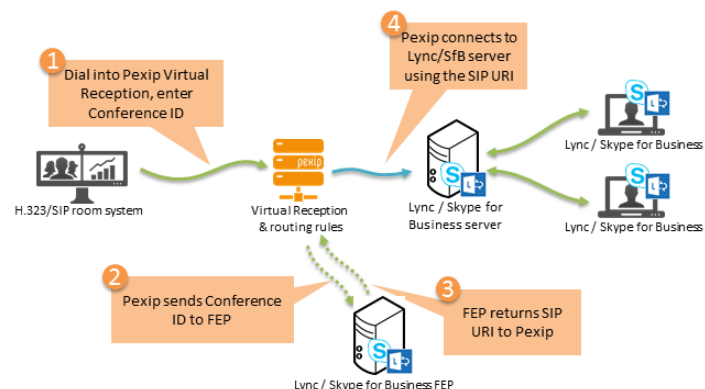 1
Dial into Pexip Virtual
Reception, enter
Conference ID
4
Pexip connects to
Lync/SfB server
using the SIP URI
pexip
H.323/SIP room system
Virtual Reception
& routing rules
Lync / Skype for
Business server
S
L
S
L
Lync / Skype for Business
S
L
Lync / Skype for Business
2
Pexip sends Conference
ID to FEP
3
FEP returns SIP
URI to Pexip
S
L
Lync / Skype for Business FEP